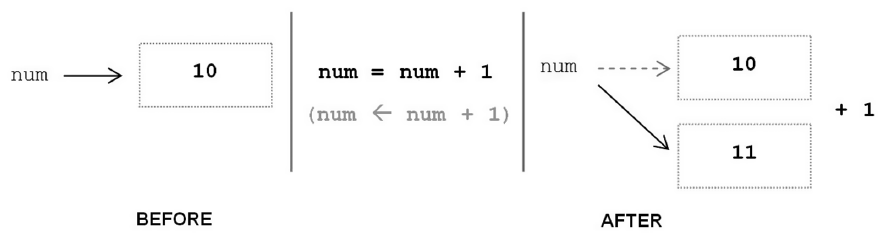 num
10
num = num + 1
(num ← num + 1)
num
10
+ 1
11
BEFORE
AFTER